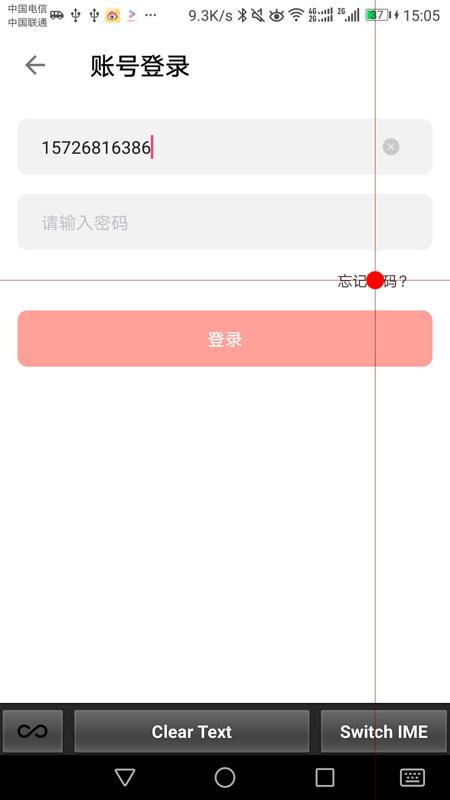 中国电信
中国联通
9.3K/s
4G
2G
2G
37
15:05
账号登录
15726816386
请输入密码
忘记 码?
登录
Clear Text
Switch IME